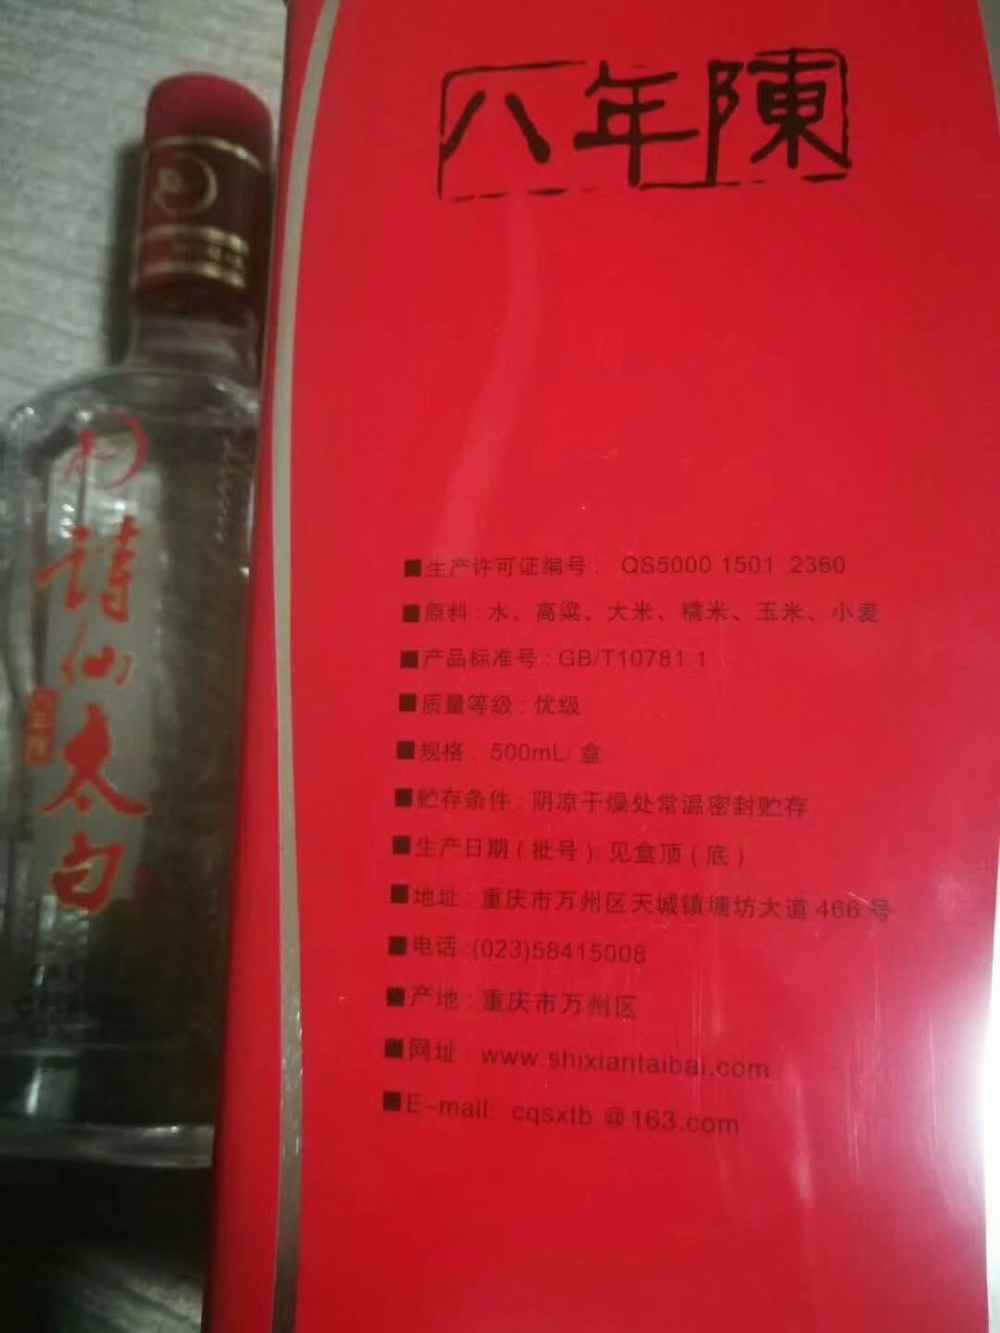 八年陳
■生产许可证编号： QS5000 1501 2360
■原料：水、高粱、大米、糯米、玉米、小麦
■产品标准号：GB/T10781.1
■质量等级：优级
■规格：500mL/ 盒
■贮存条件：阴凉干燥处常温密封贮存
■生产日期(批号)：见盒顶(底)
■地址：重庆市万州区天城镇塘坊大道 466 号
■电话:(023)58415008
■产地：重庆市万州区
■网址：www.shixiantaibai.com
■E-mail: cqsxtb @163.com
诗仙太白